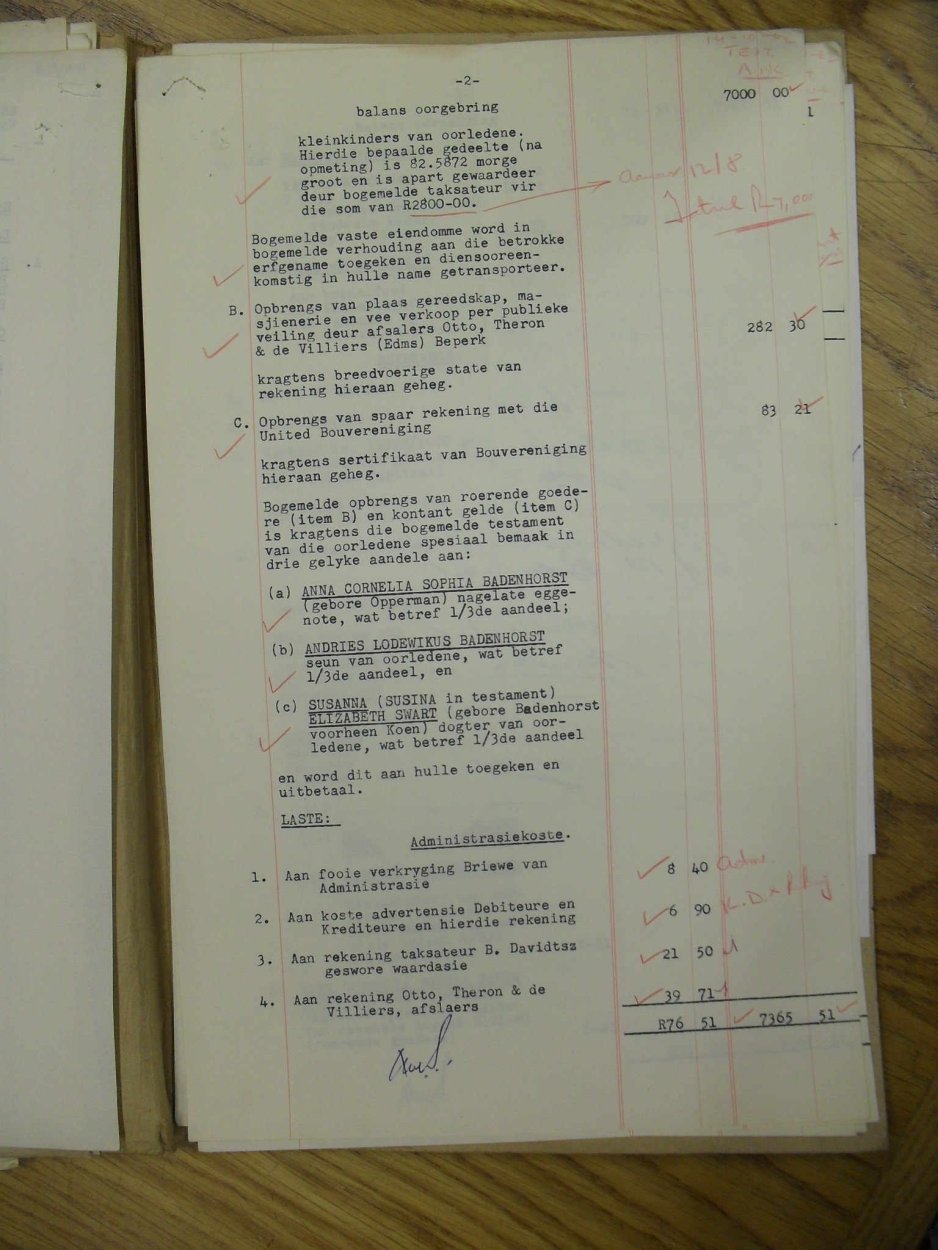 -2-
balans oorgebring 7000 00
kleinkinders van oorledene.
Hierdie bepaalde gedeelte (na
opmeting) is 82.5872 morge
groot en is apart gewaardeer
deur bogemelde taksateur vir
die som van R2800-00.
12/8
Total R 7,000
Bogemelde vaste eiendomme word in
bogemelde verhouding aan die betrokke
erfgename toegeken en diensooreen-
komstig in hulle name getransporteer.
B. Opbrengs van plaas gereedskap, ma-
sjienerie en vee verkoop per publieke
veiling deur afsalers Otto, Theron 282 30
& de Villiers (Edms) Beperk
kragtens breedvoerige state van
rekening hieraan geheg.
C. Opbrengs van spaar rekening met die 83 21
United Bouvereniging
kragtens sertifikaat van Bouvereniging
hieraan geheg.
Bogemelde opbrengs van roerende goede-
re (item B) en kontant gelde (item C)
is kragtens die bogemelde testament
van die oorledene spesiaal bemaak in
drie gelyke aandele aan:
(a) ANNA CORNELIA SOPHIA BADENHORST
(gebore Opperman) nagelate egge-
note, wat betref 1/3de aandeel;
(b) ANDRIES LODEWIKUS BADENHORST
seun van oorledene, wat betref
1/3de aandeel, en
(c) SUSANNA (SUSINA in testament)
ELIZABETH SWART (gebore Badenhorst
voorheen Koen) dogter van oor-
ledene, wat betref 1/3de aandeel
en word dit aan hulle toegeken en
uitbetaal.
LASTE:
Administrasiekoste.
1. Aan fooie verkryging Briewe van 8 40
Administrasie
2. Aan koste advertensie Debiteure en 6 90
Krediteure en hierdie rekening
3. Aan rekening taksateur B. Davidtsz 21 50
geswore waardasie
4. Aan rekening Otto, Theron & de 39 71
Villiers, afslaers
R76 51 7365 51